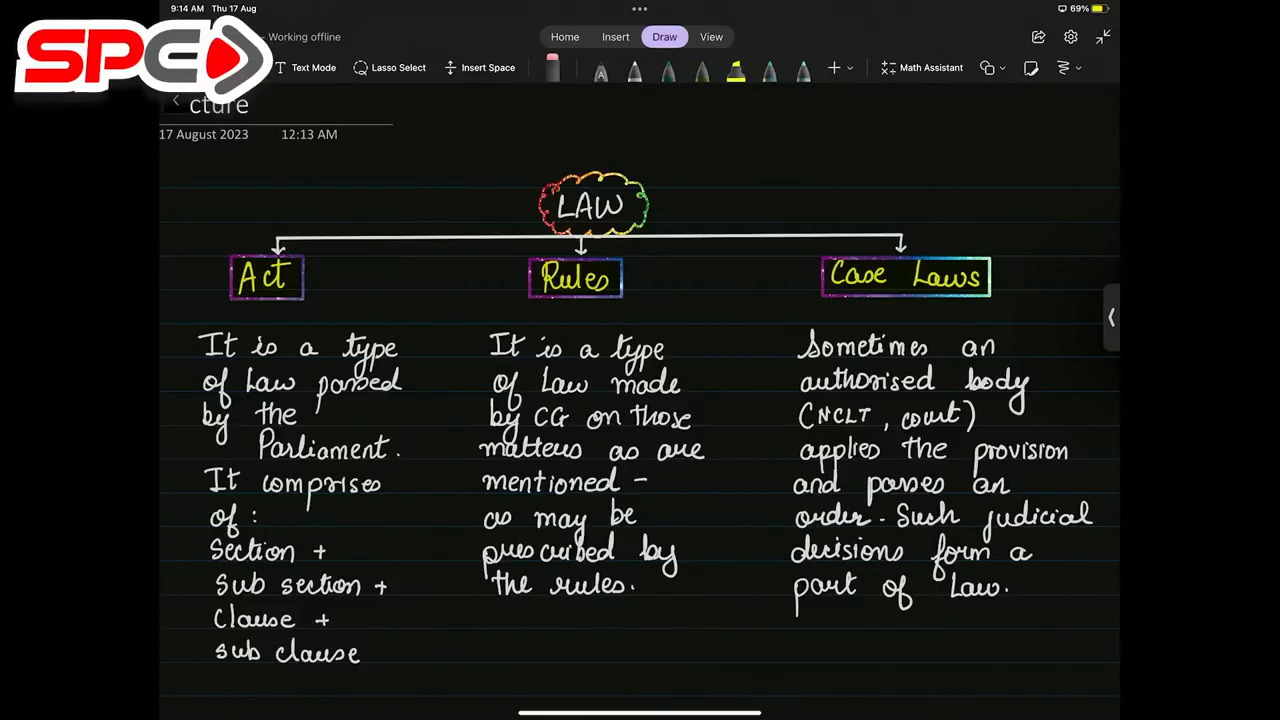 9:14 AM Thu 17 Aug
69%
SPE
- Working offline
Home Insert Draw View
Text Mode Lasso Select Insert Space Math Assistant
cture
17 August 2023 12:13 AM
LAW
Act
Rules
Case Laws
It is a type
of Law passed
by the
Parliament.
It comprises
of:
Section +
Sub section +
Clause +
sub clause
It is a type
of Law made
by CG on those
matters as are
mentioned -
as may be
prescribed by
the rules.
Sometimes an
authorised body
(NCLT, court)
applies the provision
and passes an
order. Such judicial
decisions form a
part of Law.